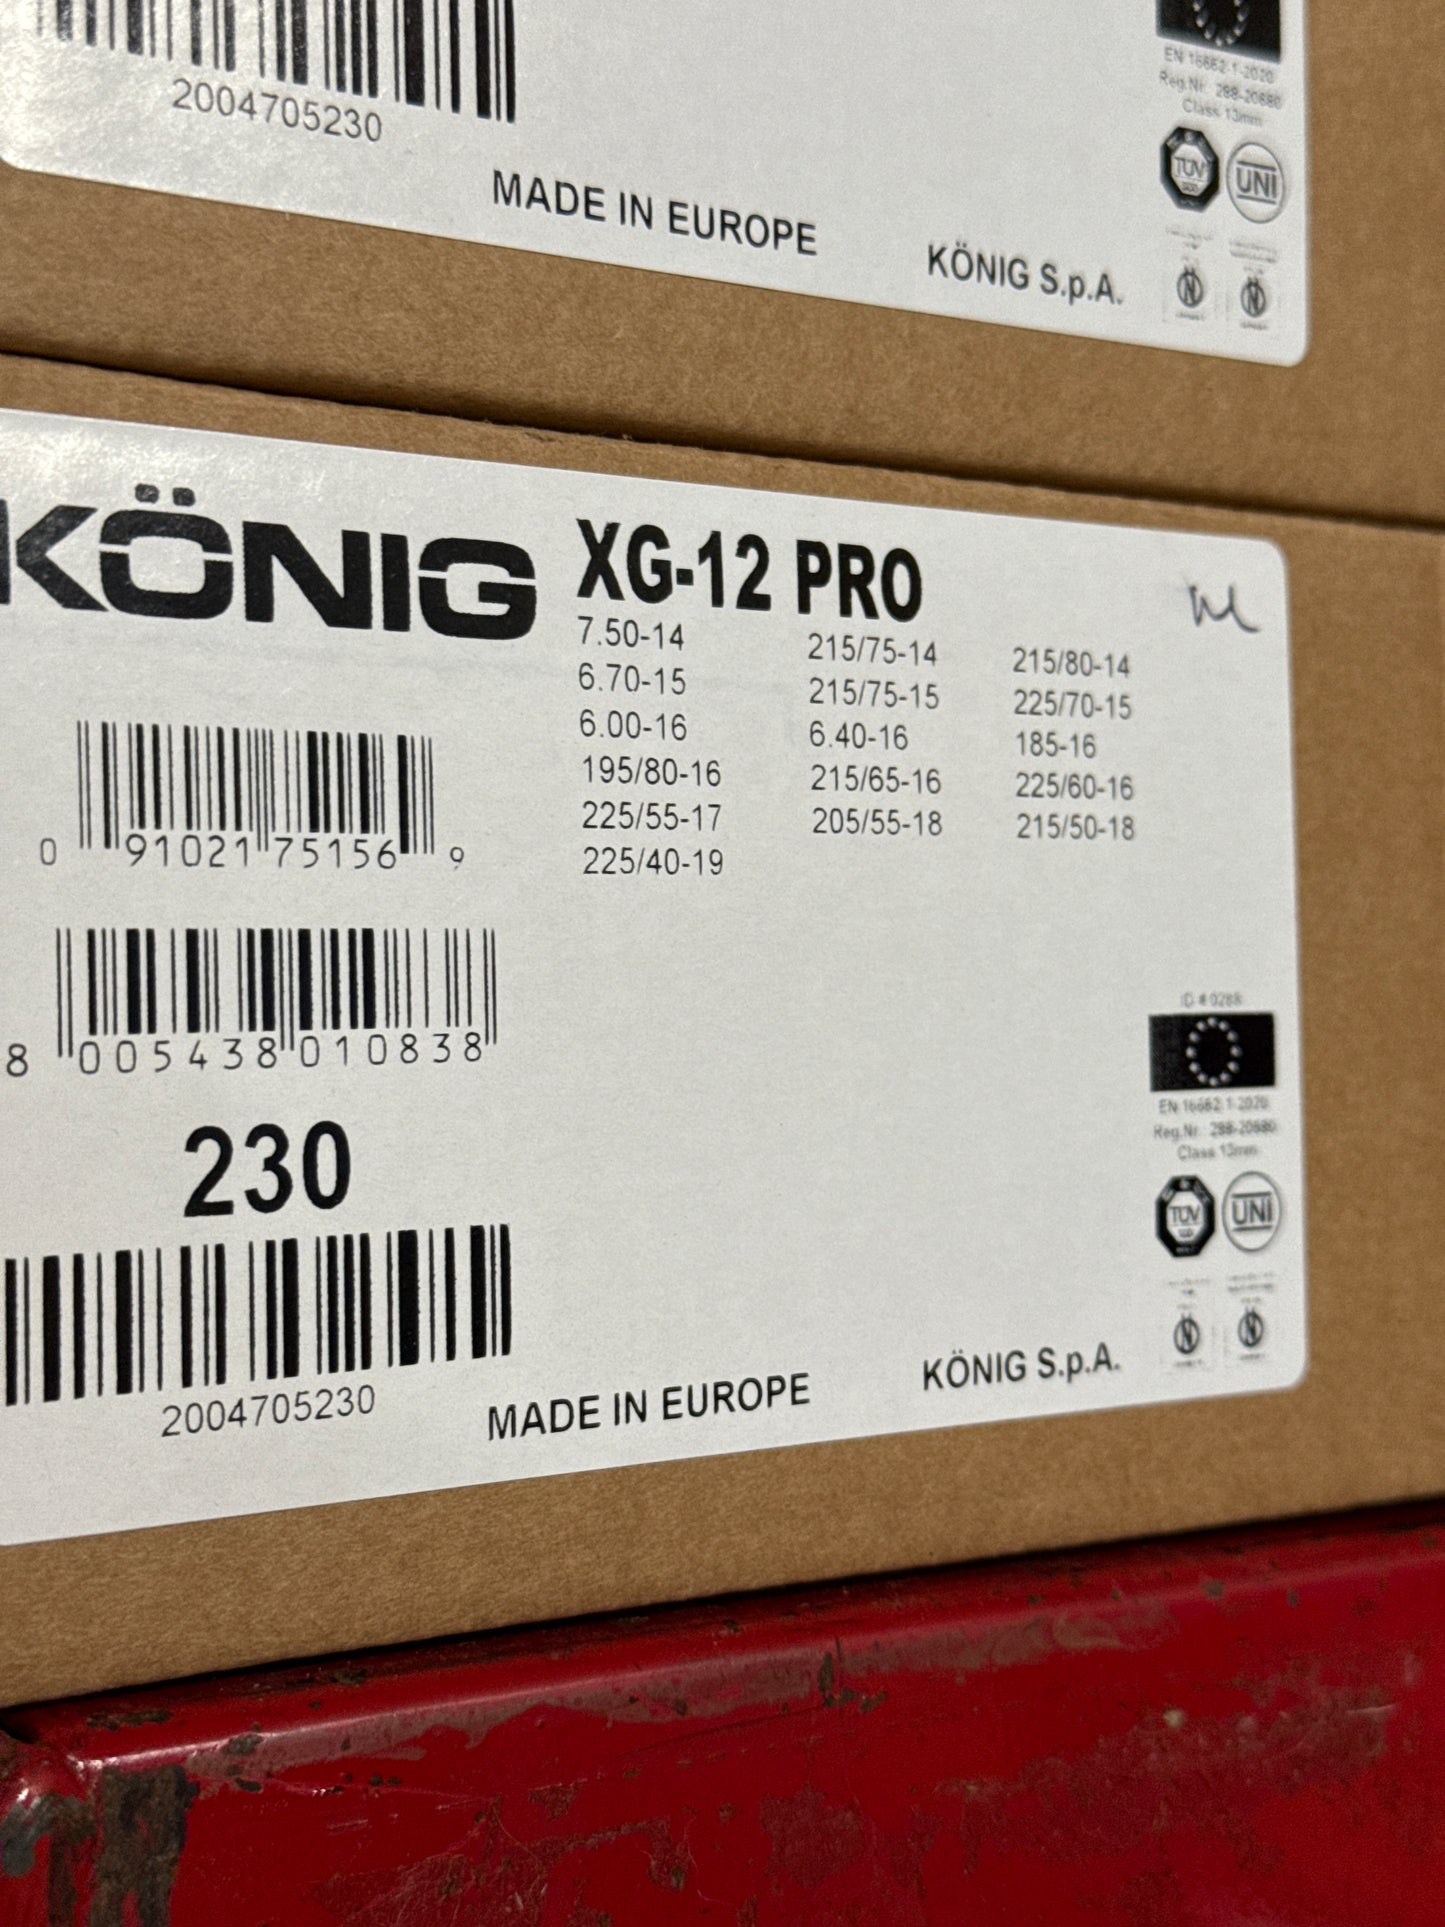 2004705230
MADE IN EUROPE
KÖNIG S.p.A.
EN 16662-1-2020
Reg.Nr. 288-20680
Class 13mm
TÜV
UNI
KÖNIG
XG-12 PRO
7.50-14 215/75-14 215/80-14
6.70-15 215/75-15 225/70-15
6.00-16 6.40-16 185-16
195/80-16 215/65-16 225/60-16
225/55-17 205/55-18 215/50-18
225/40-19
0 91021 75156 9
8 005438 010838
230
2004705230
MADE IN EUROPE
KÖNIG S.p.A.
ID # 0288
EN 16662-1-2020
Reg.Nr. 288-20680
Class 13mm
TÜV
UNI